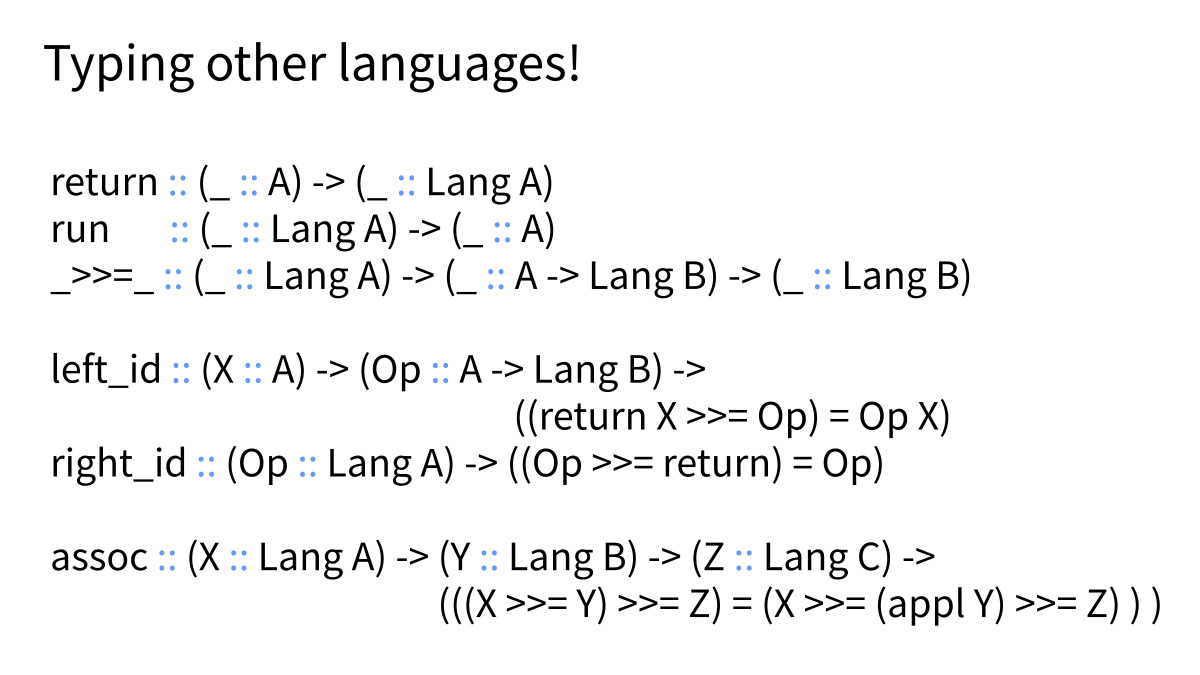 Typing other languages!
return :: (_ :: A) -> (_ :: Lang A)
run :: (_ :: Lang A) -> (_ :: A)
_>>=_ :: (_ :: Lang A) -> (_ :: A -> Lang B) -> (_ :: Lang B)
left_id :: (X :: A) -> (Op :: A -> Lang B) ->
((return X >>= Op) = Op X)
right_id :: (Op :: Lang A) -> ((Op >>= return) = Op)
assoc :: (X :: Lang A) -> (Y :: Lang B) -> (Z :: Lang C) ->
(((X >>= Y) >>= Z) = (X >>= (appl Y) >>= Z) ) )